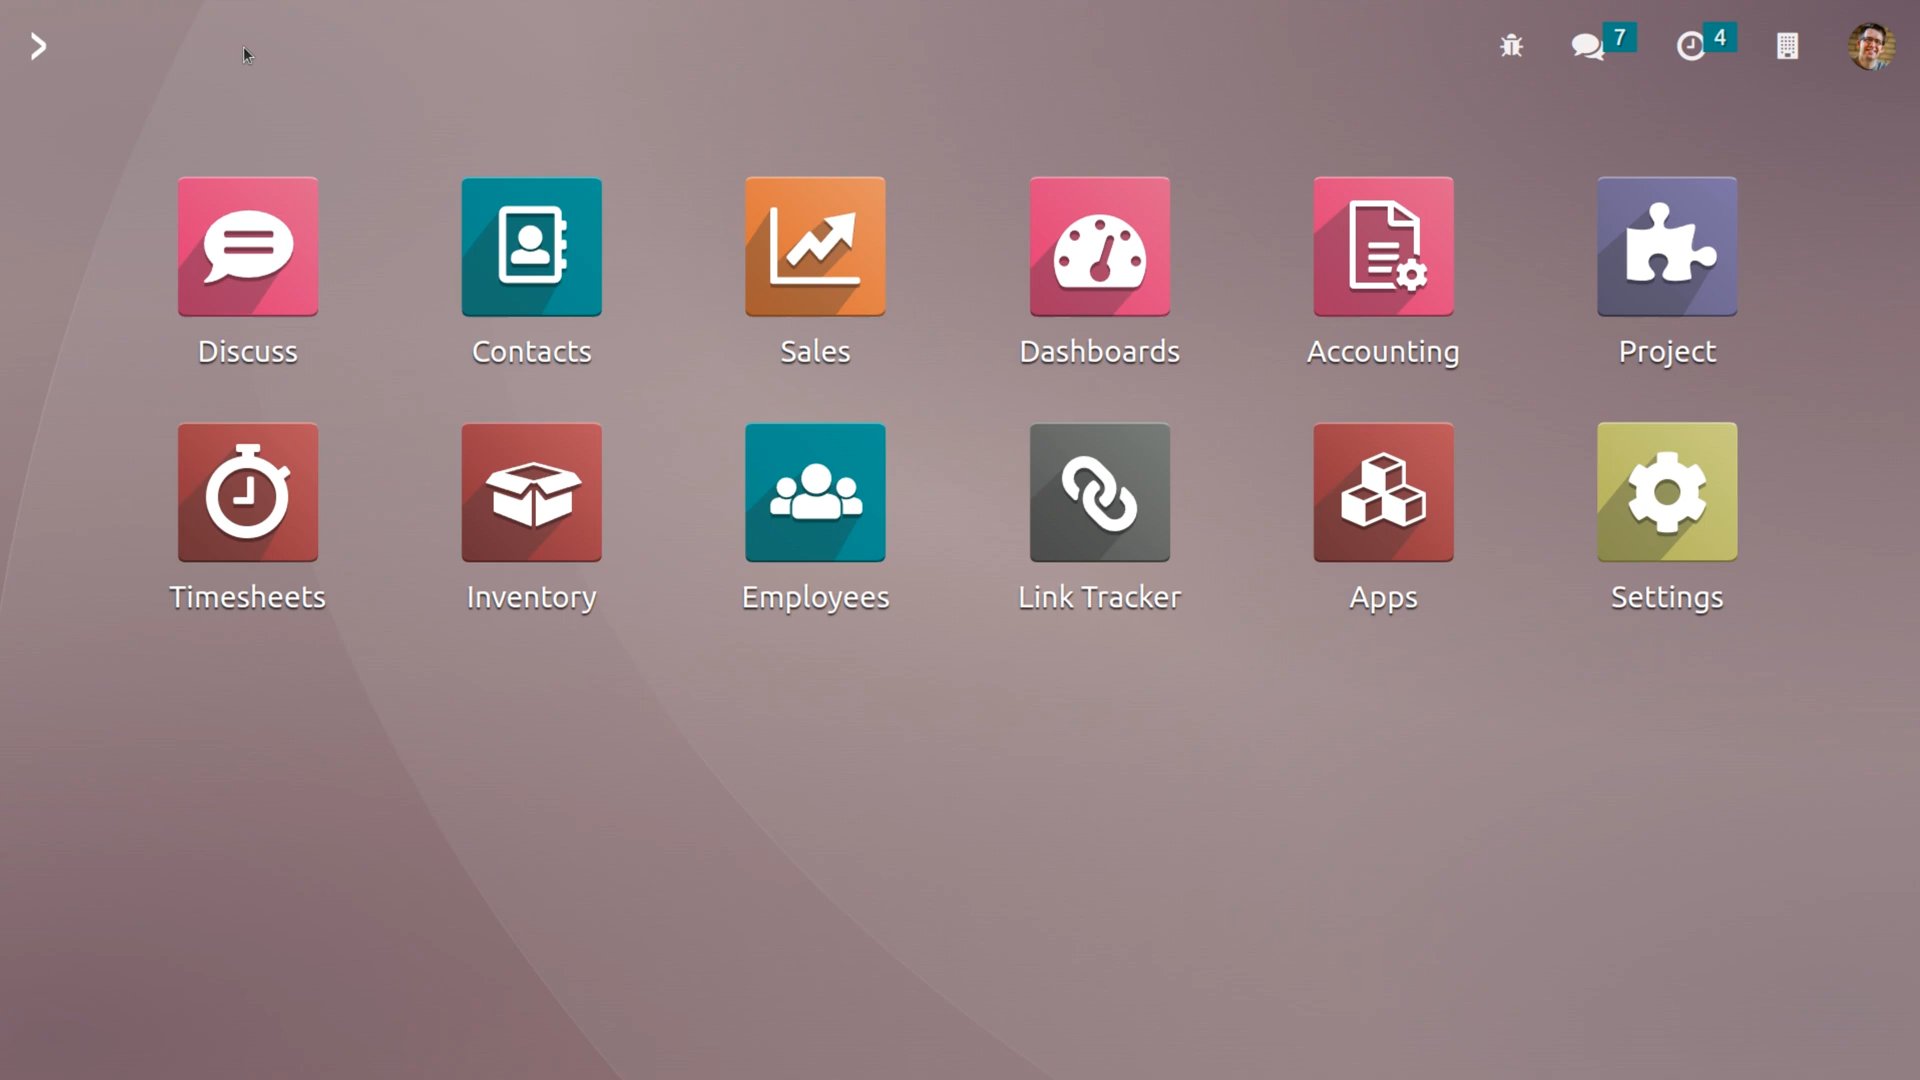 7
4
Discuss
Contacts
Sales
Dashboards
Accounting
Project
Timesheets
Inventory
Employees
Link Tracker
Apps
Settings